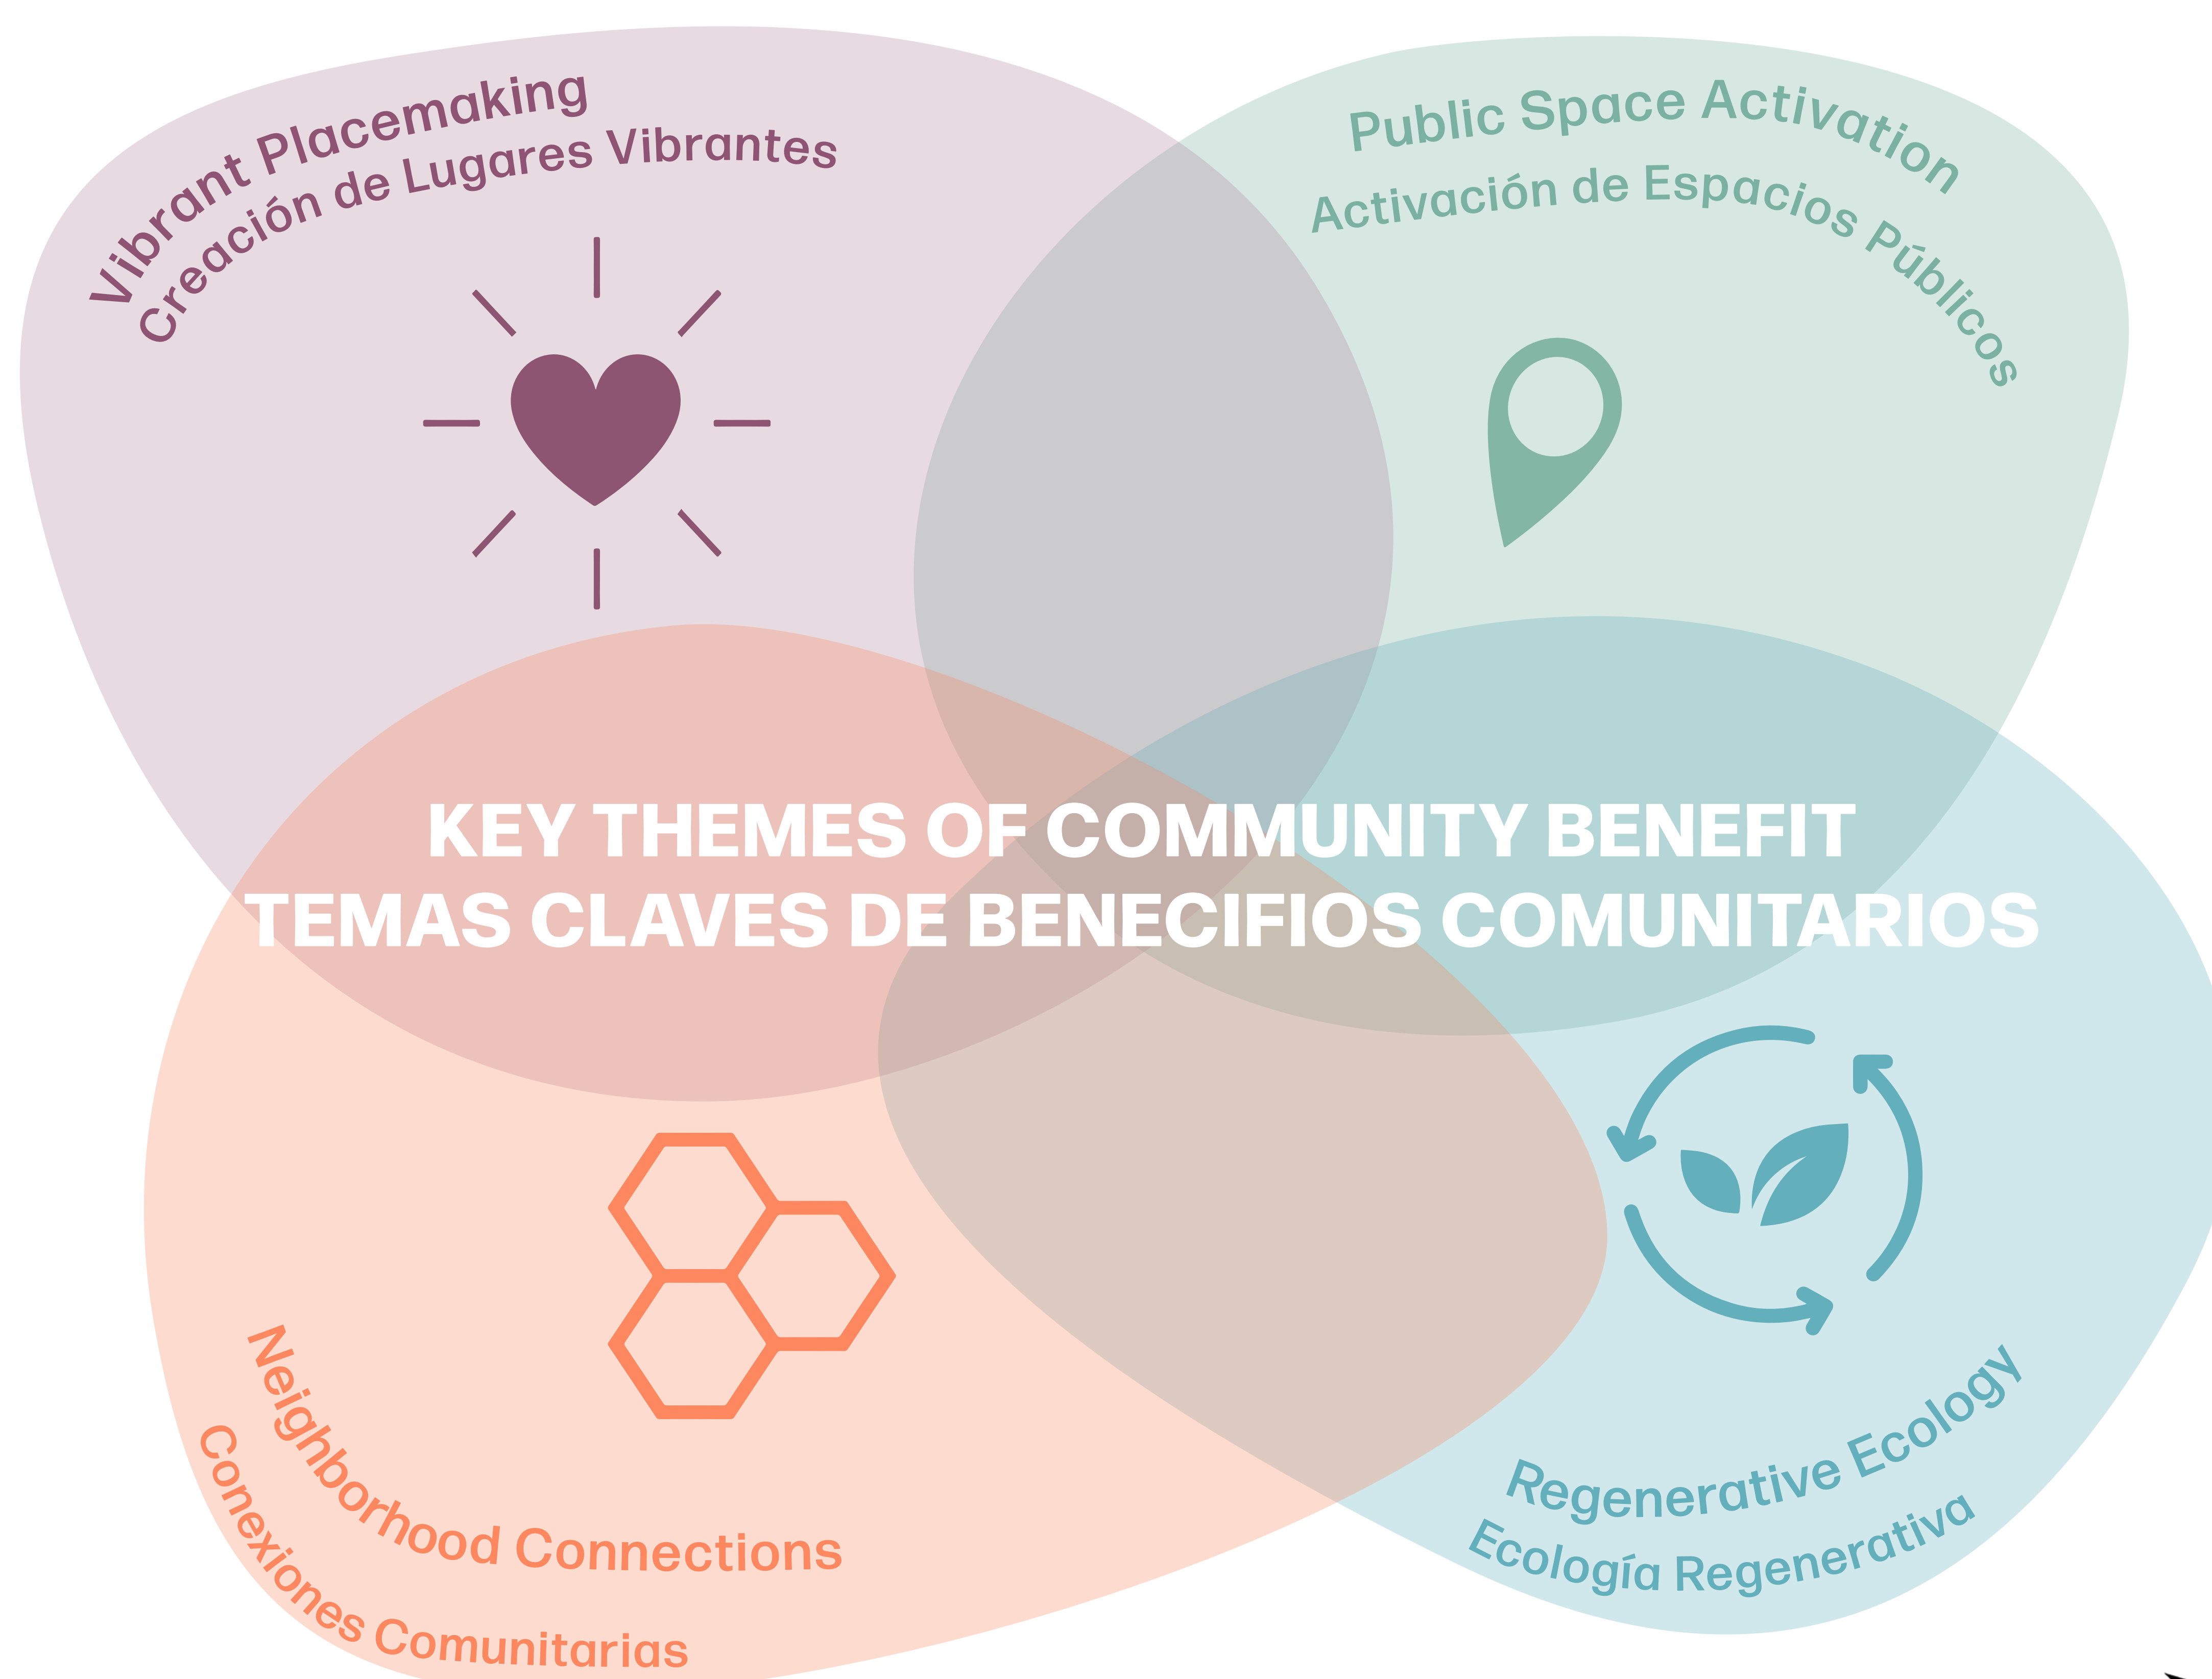 Vibrant Placemaking
Creación de Lugares Vibrantes
Public Space Activation
Activación de Espacios Públicos
KEY THEMES OF COMMUNITY BENEFIT
TEMAS CLAVES DE BENECIFIOS COMUNITARIOS
Neighborhood Connections
Conexiones Comunitarias
Regenerative Ecology
Ecología Regenerativa